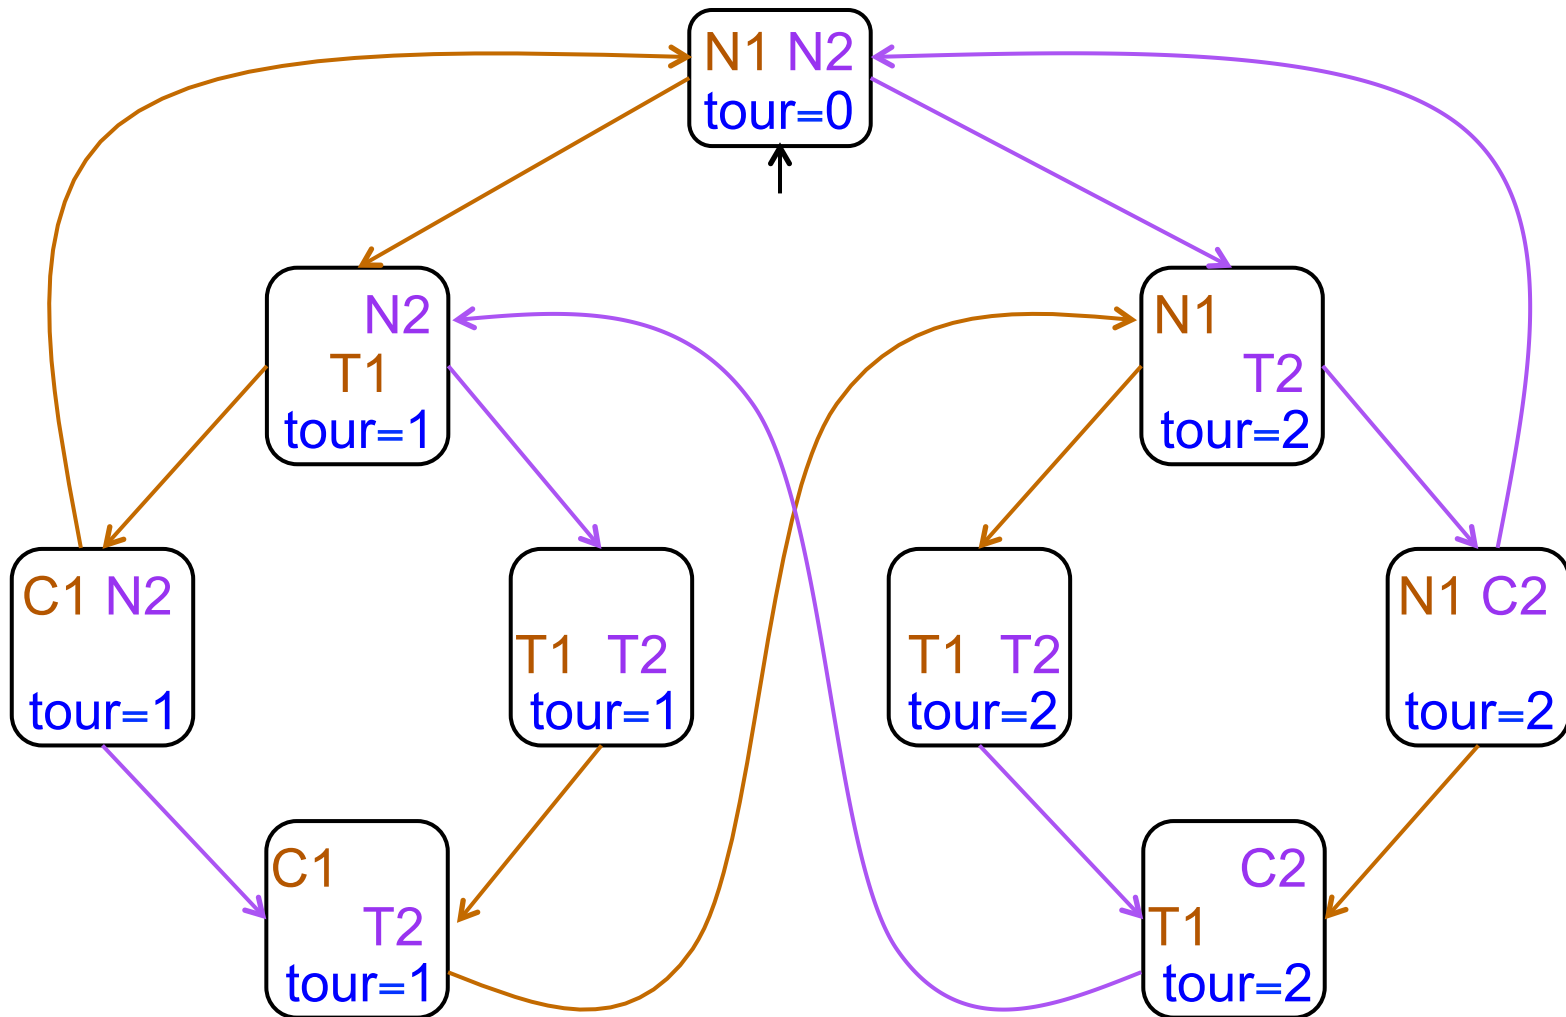 N1 N2
tour=0
N2
T1
tour=1
N1
T2
tour=2
C1 N2
tour=1
T1 T2
tour=1
T1 T2
tour=2
N1 C2
tour=2
C1
T2
tour=1
C2
T1
tour=2